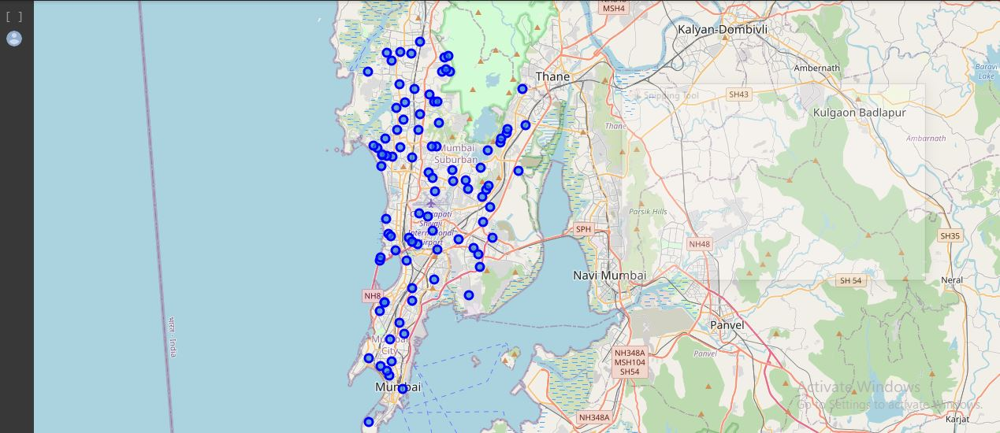 [ ]
NH348
MSH4
Kalyan-Dombivli
Baravi
Lake
Ambernath
Thane
SH43
Snipping Tool
Kulgaon Badlapur
Thane
Ambarnath
Mumbai
Suburban
Chhatrapati
Shivaji
International
Airport
Parsik Hills
SPH
NH48
SH35
Navi Mumbai
SH 54
Neral
NH8
Panvel
भारत - India
Mumbai
City
Panvel
NH348A
MSH104
SH54
Mumbai
Activate Windows
Go to Settings to activate Windows.
NH348A
Karjat